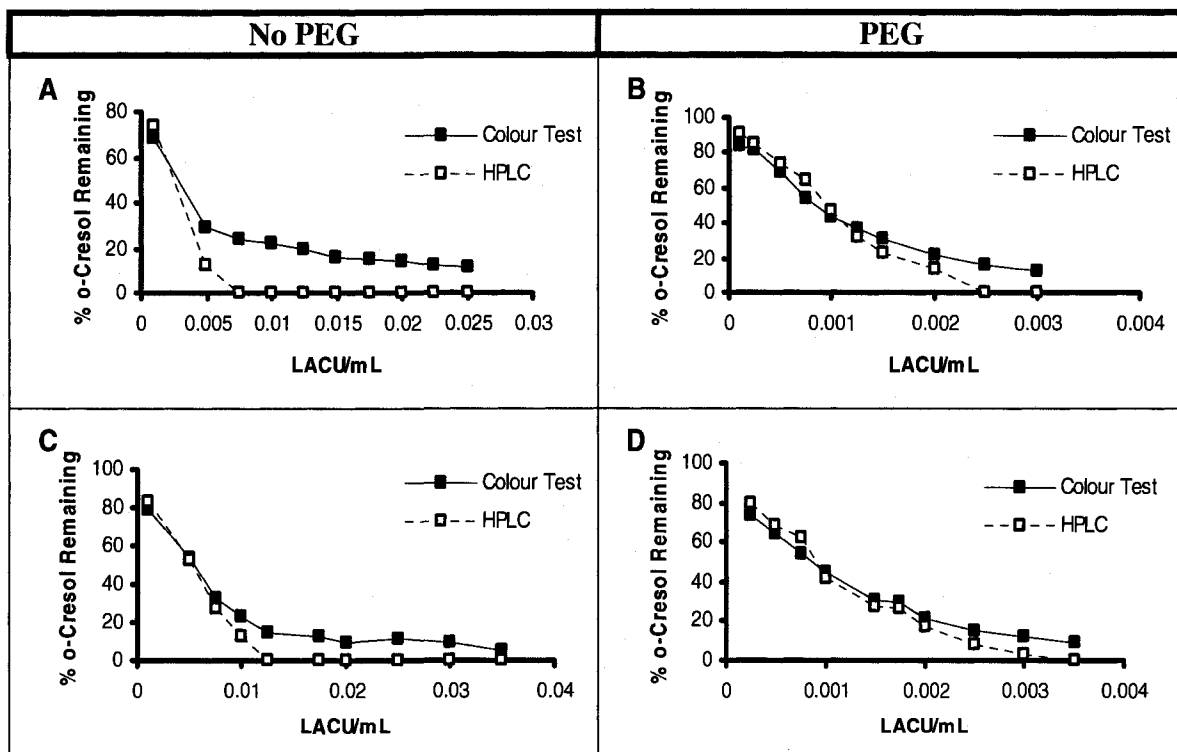 No PEG
PEG
A
% o-Cresol Remaining
80
60
40
20
0
Colour Test
HPLC
0
0.005
0.01
0.015
0.02
0.025
0.03
LACU/mL
B
% o-Cresol Remaining
100
80
60
40
20
0
Colour Test
HPLC
0
0.001
0.002
0.003
0.004
LACU/mL
C
% o-Cresol Remaining
100
80
60
40
20
0
Colour Test
HPLC
0
0.01
0.02
0.03
0.04
LACU/mL
D
% o-Cresol Remaining
100
80
60
40
20
0
Colour Test
HPLC
0
0.001
0.002
0.003
0.004
LACU/mL